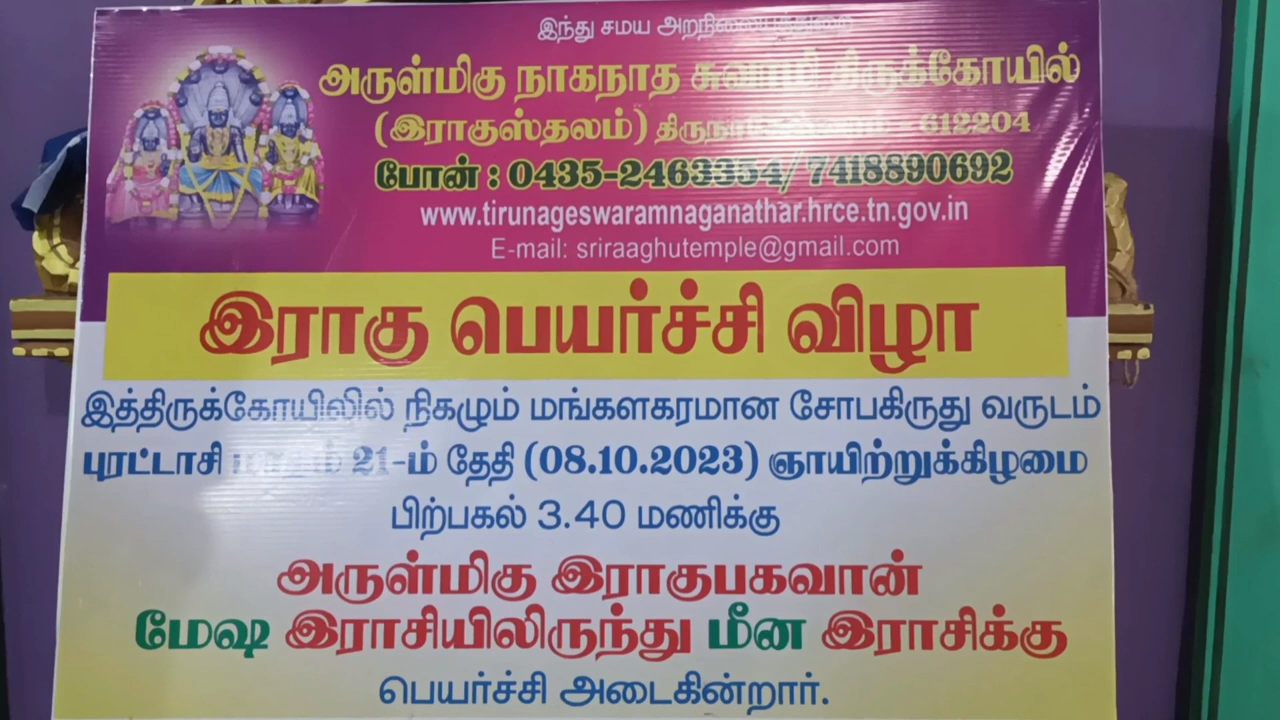 இந்து சமய அறநிலையத்துறை
அருள்மிகு நாகநாத சுவாமி திருக்கோயில்
(இராகுஸ்தலம்) திருநாகேஸ்வரம் - 612204
போன் : 0435-2463354/ 7418890692
www.tirunageswaramnaganathar.hrce.tn.gov.in
E-mail: sriraaghutemple@gmail.com
இராகு பெயர்ச்சி விழா
இத்திருக்கோயிலில் நிகழும் மங்களகரமான சோபகிருது வருடம்
புரட்டாசி மாதம் 21-ம் தேதி (08.10.2023) ஞாயிற்றுக்கிழமை
பிற்பகல் 3.40 மணிக்கு
அருள்மிகு இராகுபகவான்
மேஷ இராசியிலிருந்து மீன இராசிக்கு
பெயர்ச்சி அடைகின்றார்.